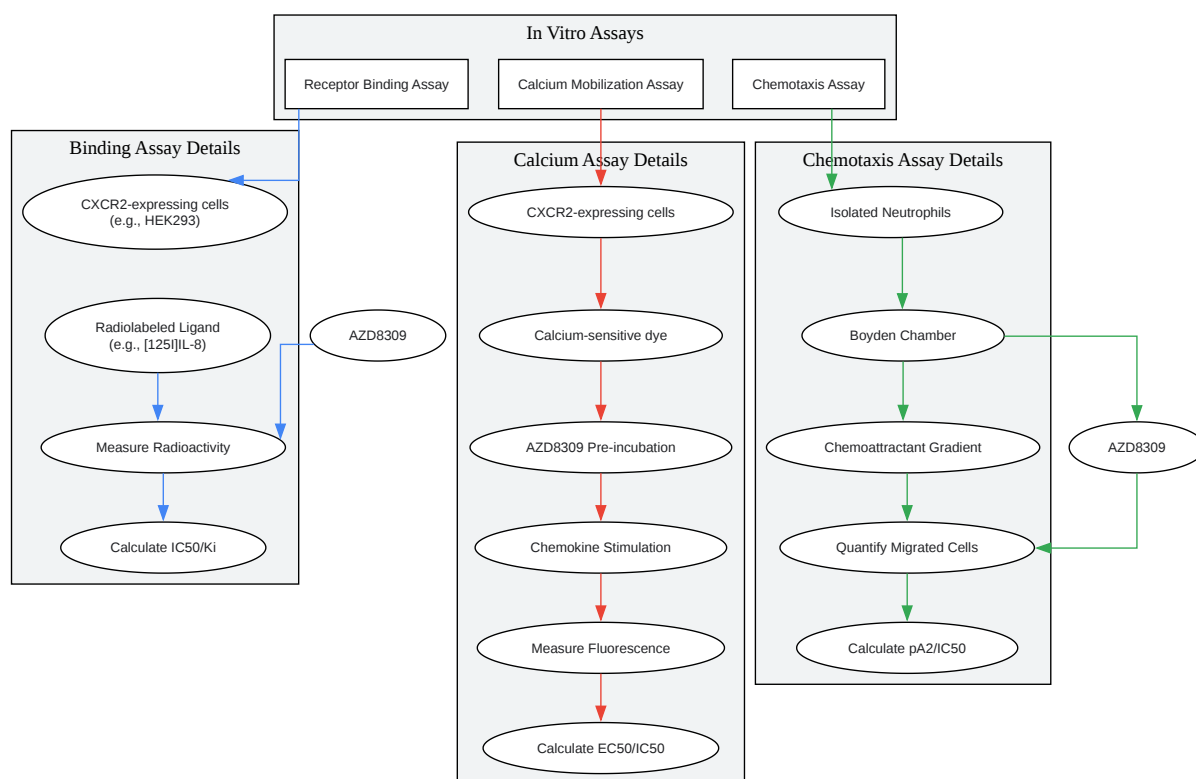 In Vitro Assays
Receptor Binding Assay
Calcium Mobilization Assay
Chemotaxis Assay
Binding Assay Details
CXCR2-expressing cells
(e.g., HEK293)
Radiolabeled Ligand
(e.g., [125I]IL-8)
AZD8309
Measure Radioactivity
Calculate IC50/Ki
Calcium Assay Details
CXCR2-expressing cells
Calcium-sensitive dye
AZD8309 Pre-incubation
Chemokine Stimulation
Measure Fluorescence
Calculate EC50/IC50
Chemotaxis Assay Details
Isolated Neutrophils
Boyden Chamber
Chemoattractant Gradient
AZD8309
Quantify Migrated Cells
Calculate pA2/IC50